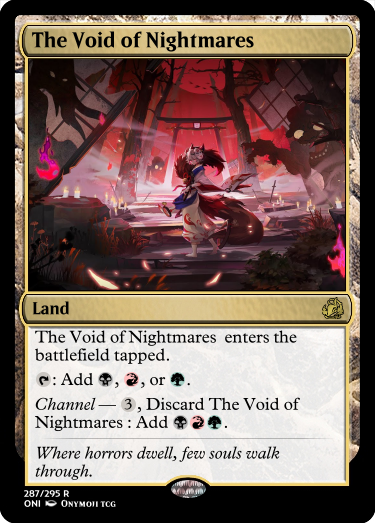 The Void of Nightmares
Land
The Void of Nightmares enters the
battlefield tapped.
: Add , , or .
Channel — 3, Discard The Void of
Nightmares : Add .
Where horrors dwell, few souls walk
through.
287/295 R
ONI Onymoji TCG